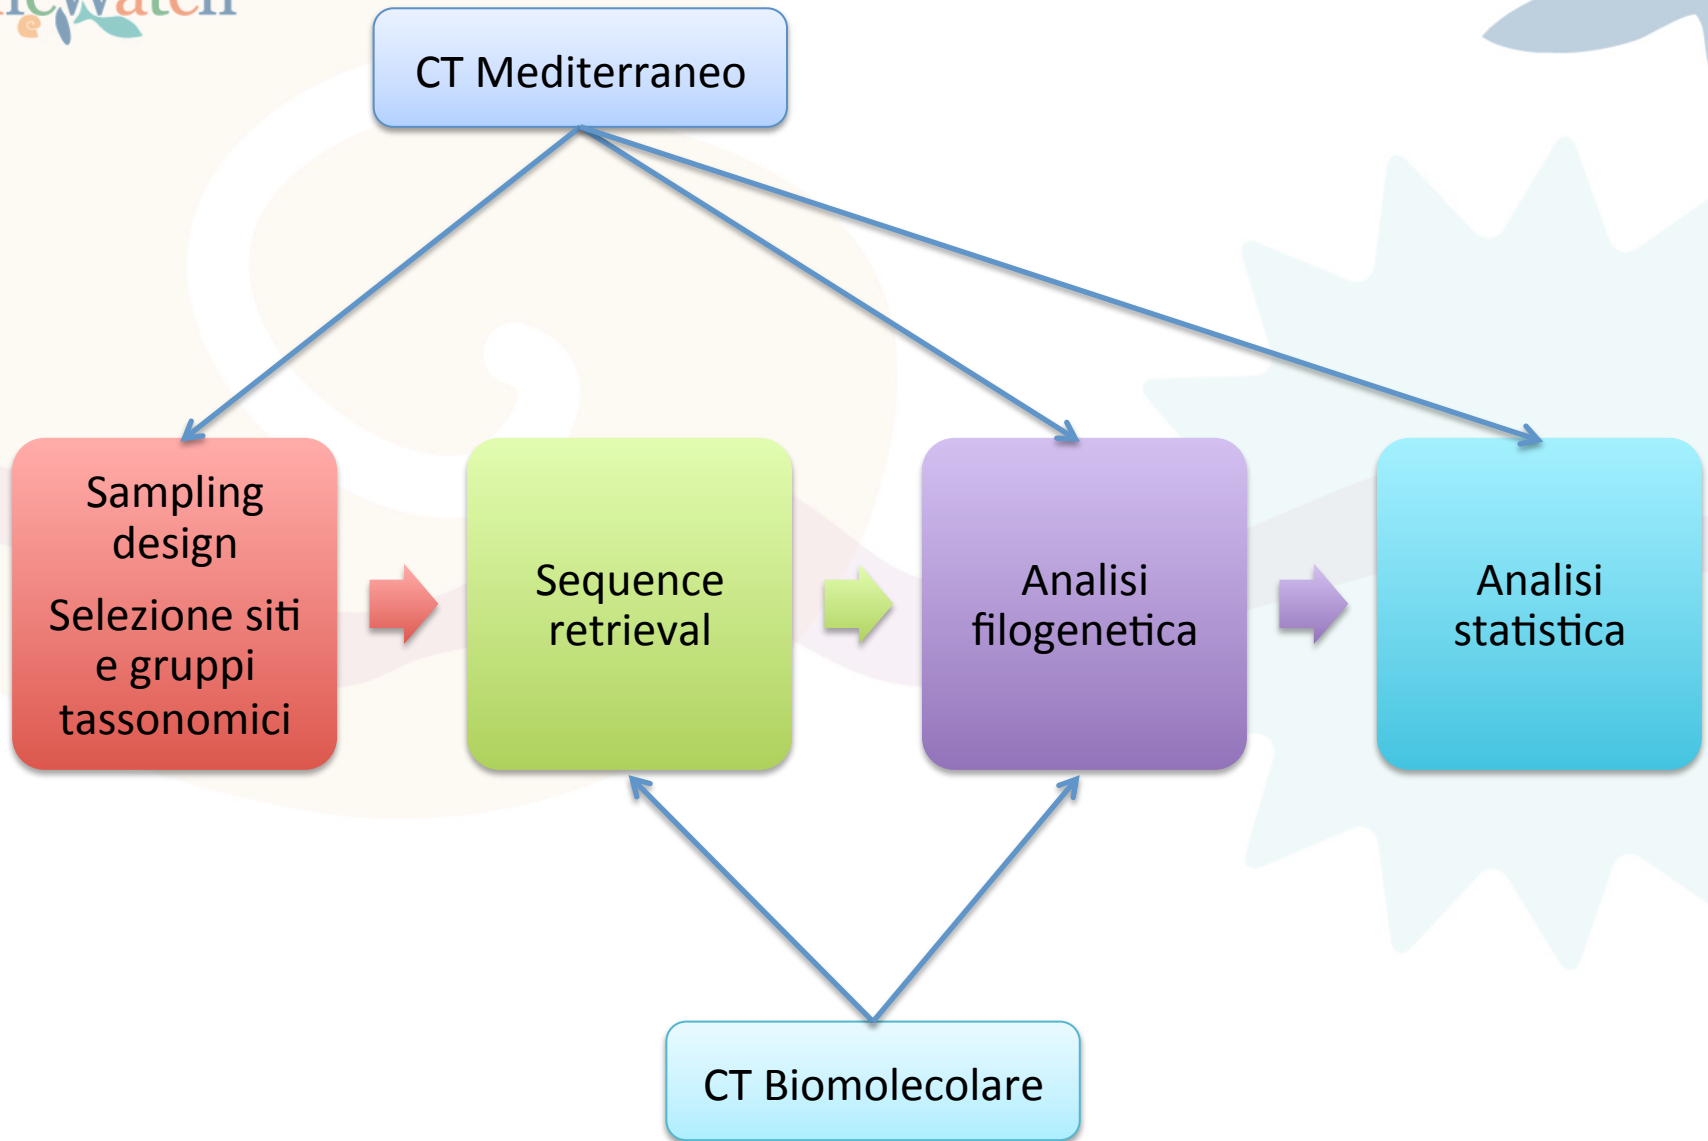 CT Mediterraneo
Sampling
design
Selezione siti
e gruppi
tassonomici
Sequence
retrieval
Analisi
filogenetica
Analisi
statistica
CT Biomolecolare